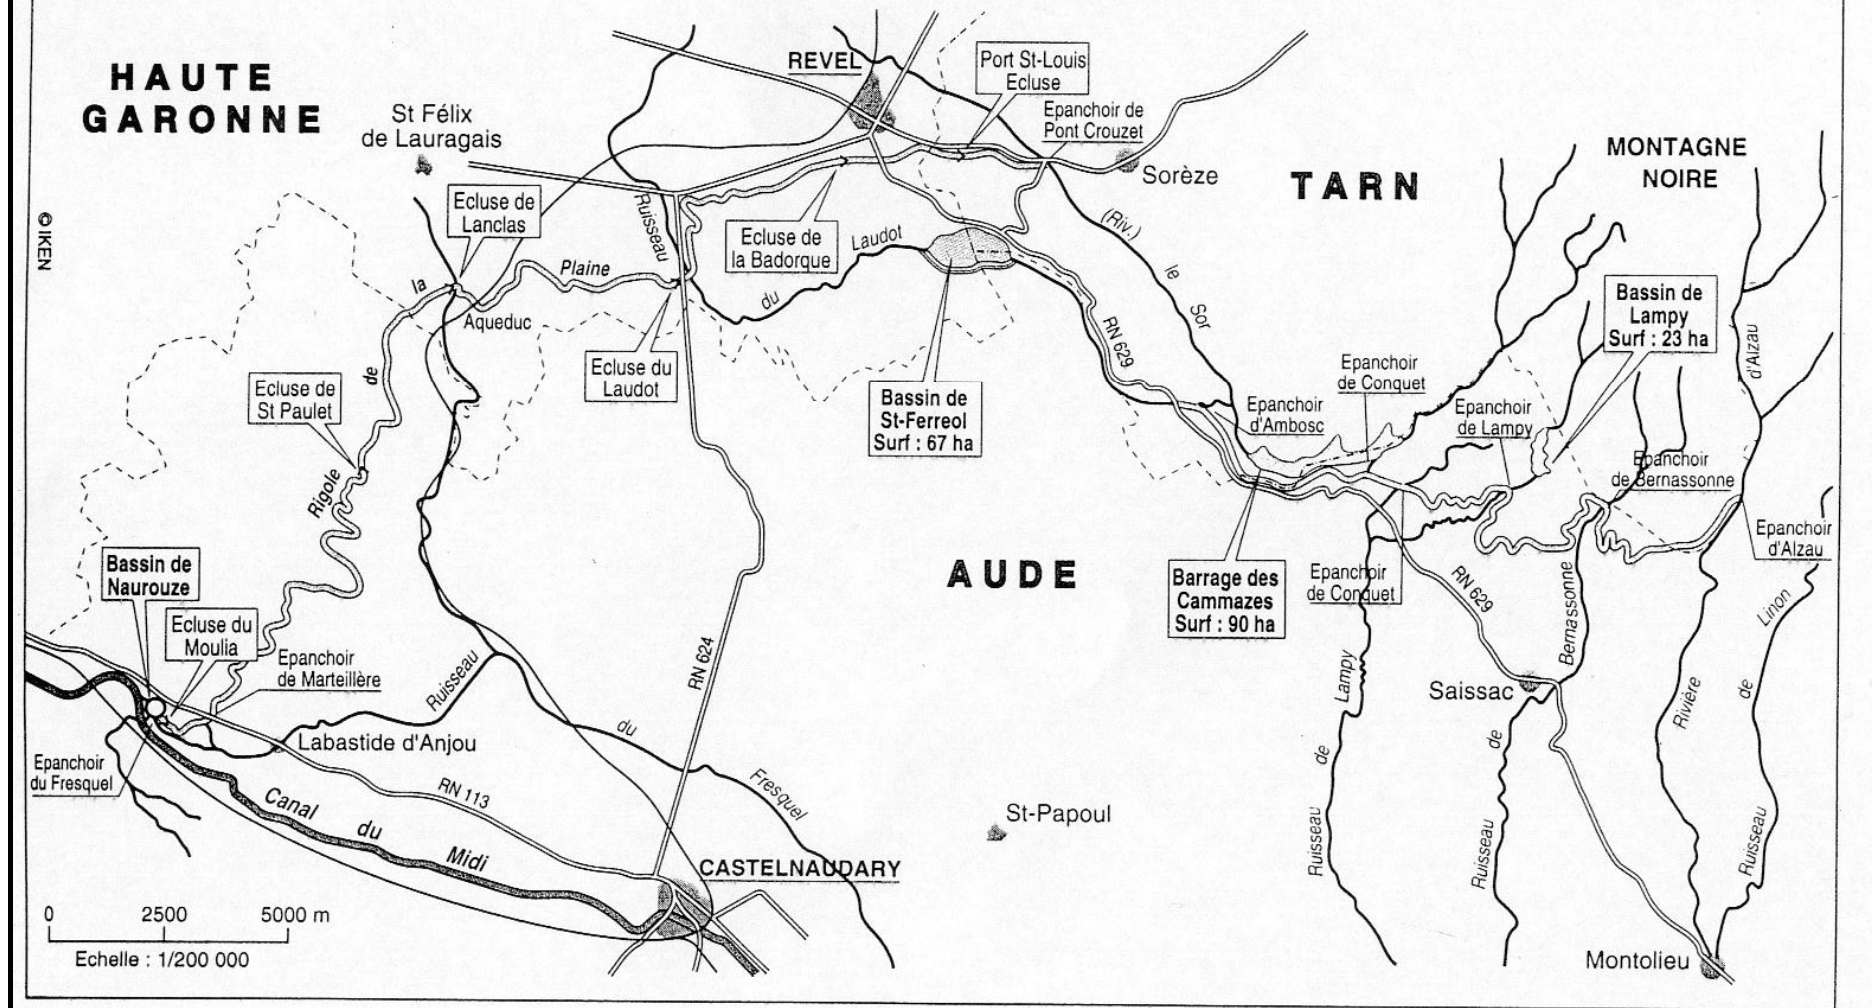 HAUTE
GARONNE
St Félix
de Lauragais
REVEL
Port St-Louis
Ecluse
Epanchoir de
Pont Crouzet
Sorèze
TARN
MONTAGNE
NOIRE
© IKEN
Ecluse de
Lanclas
Ruisseau
du
Laudot
Ecluse de
la Badorque
(Riv.)
le
Sor
Rigole
de
la
Plaine
Aqueduc
Ecluse du
Laudot
Ecluse de
St Paulet
Bassin de
St-Ferreol
Surf : 67 ha
RN 629
Bassin de
Lampy
Surf : 23 ha
d'Alzau
Epanchoir
de Conquet
Epanchoir
d'Ambosc
Epanchoir
de Lampy
Epanchoir
de Bernassonne
Epanchoir
d'Alzau
Bassin de
Naurouze
Ecluse du
Moulia
Epanchoir
de Marteillère
AUDE
Barrage des
Cammazes
Surf : 90 ha
Epanchoir
de Conquet
RN 629
RN 624
Ruisseau
du
Fresquel
Labastide d'Anjou
Epanchoir
du Fresquel
RN 113
Canal
du
Midi
St-Papoul
CASTELNAUDARY
Saissac
Ruisseau
de
Lampy
Ruisseau
de
Bernassonne
Rivière
Ruisseau
de
Linon
Montolieu
0
2500
5000 m
Echelle : 1/200 000